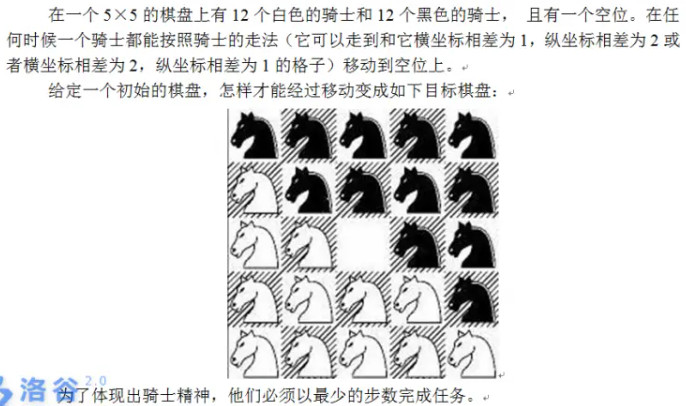 在一个 5×5 的棋盘上有 12 个白色的骑士和 12 个黑色的骑士， 且有一个空位。在任
何时候一个骑士都能按照骑士的走法（它可以走到和它横坐标相差为 1，纵坐标相差为 2 或
者横坐标相差为 2，纵坐标相差为 1 的格子）移动到空位上。
给定一个初始的棋盘，怎样才能经过移动变成如下目标棋盘：
洛谷 2.0
为了体现出骑士精神，他们必须以最少的步数完成任务。